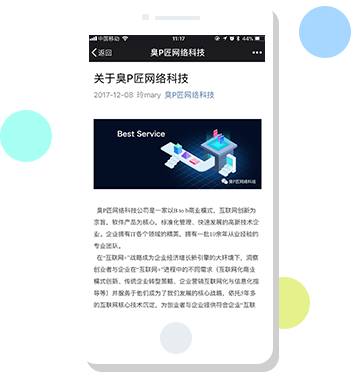 中国移动 11:17 44%
返回 臭P匠网络科技
关于臭P匠网络科技
2017-12-08 玲mary 臭P匠网络科技
Best Service
臭P匠网络科技
臭P匠网络科技公司是一家以B to b商业模式、互联网创新为
宗旨，软件产品为核心、标准化管理、快速发展的高新技术企
业。企业拥有IT各个领域的精英，拥有一批10余年从业经验的
专业团队。
在“互联网+”战略成为企业经济增长新引擎的大环境下，洞察
创业者与企业在“互联网+”进程中的不同需求（互联网化商业
模式创新、传统企业转型策略、企业营销互联网化与信息化指
导等）并服务于他们成为了我们发展的核心战略，依托5年多
的互联网核心技术沉淀，为创业者与企业提供符合企业“互联